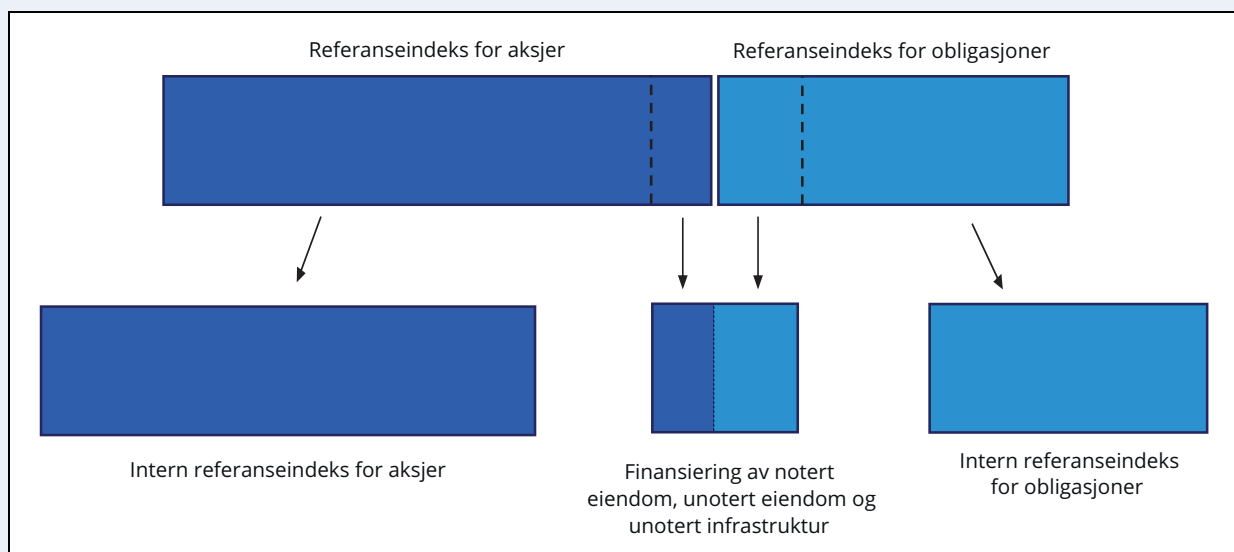 Referanseindeks for aksjer
Referanseindeks for obligasjoner
Intern referanseindeks for aksjer
Finansiering av notert
eiendom, unotert eiendom og
unotert infrastruktur
Intern referanseindeks
for obligasjoner